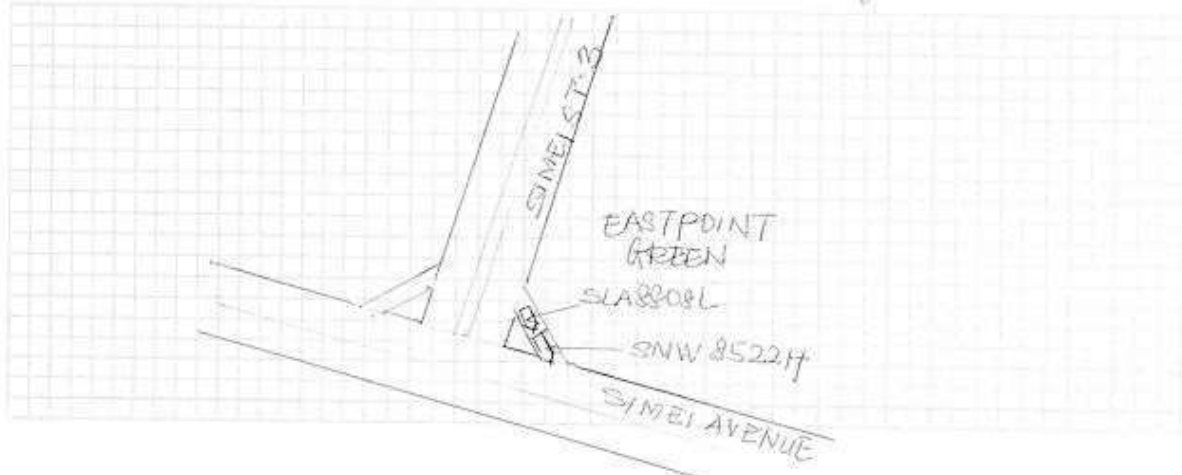 SIMEI ST. 3
EASTPOINT
GREEN
SLA8808L
SNW 8522H
SIMEI AVENUE